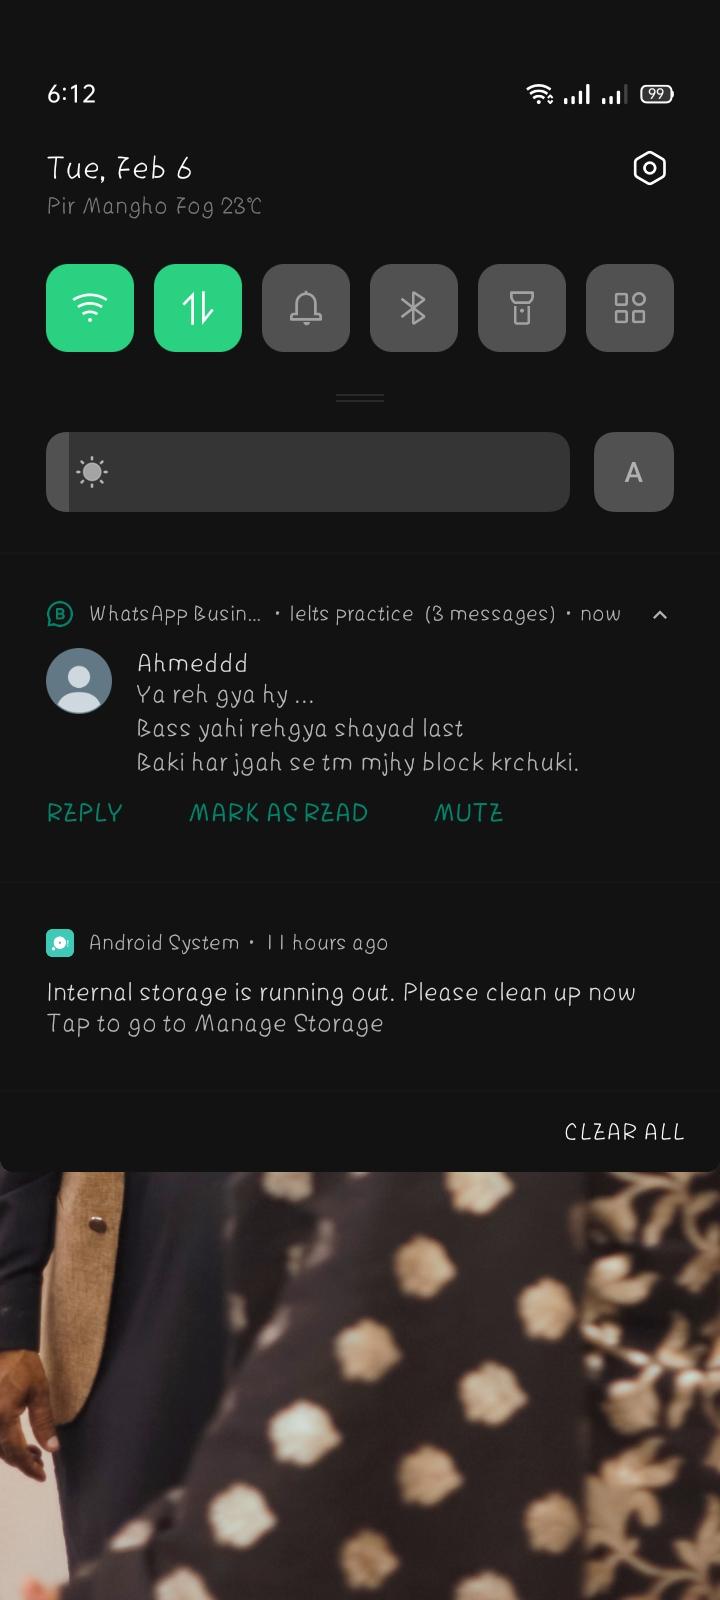 6:12
99
Tue, Feb 6
Pir Mangho Fog 23°C
A
WhatsApp Busin... • Ielts practice (3 messages) • now
Ahmeddd
Ya reh gya hy ...
Bass yahi rehgya shayad last
Baki har jgah se tm mjhy block krchuki.
REPLY MARK AS READ MUTE
Android System • 11 hours ago
Internal storage is running out. Please clean up now
Tap to go to Manage Storage
CLEAR ALL